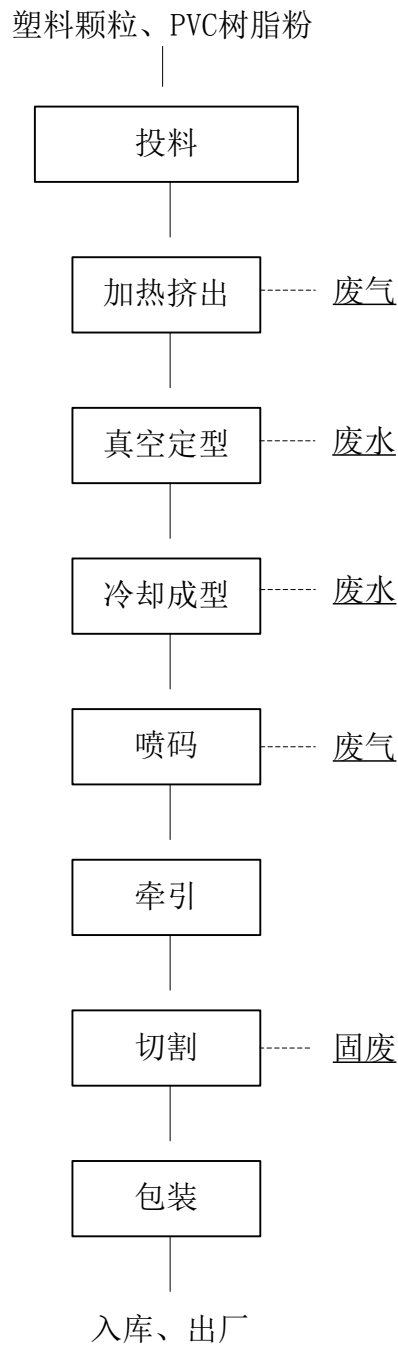 塑料颗粒、PVC树脂粉
投料
加热挤出
废气
真空定型
废水
冷却成型
废水
喷码
废气
牵引
切割
固废
包装
入库、出厂